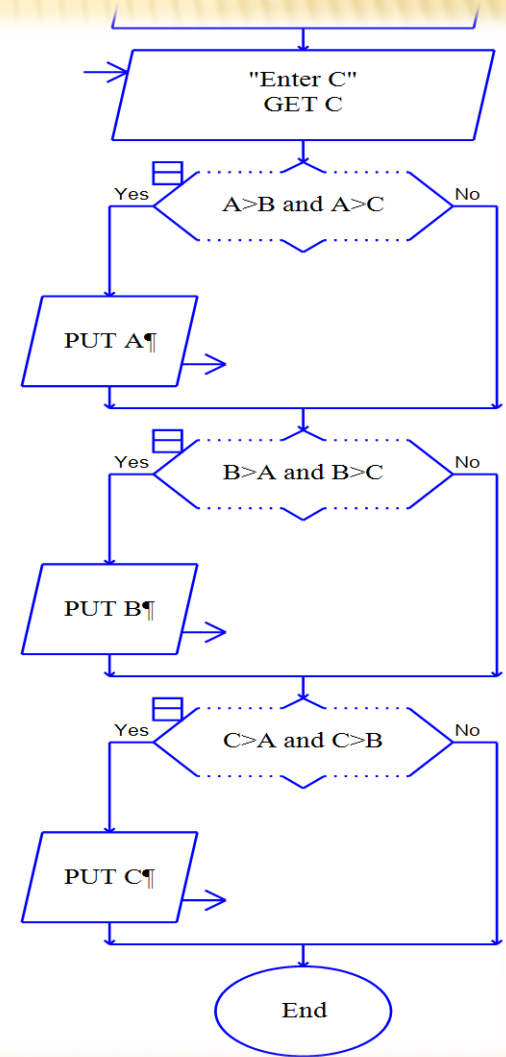 "Enter C"
GET C
Yes
A>B and A>C
No
PUT A¶
Yes
B>A and B>C
No
PUT B¶
Yes
C>A and C>B
No
PUT C¶
End